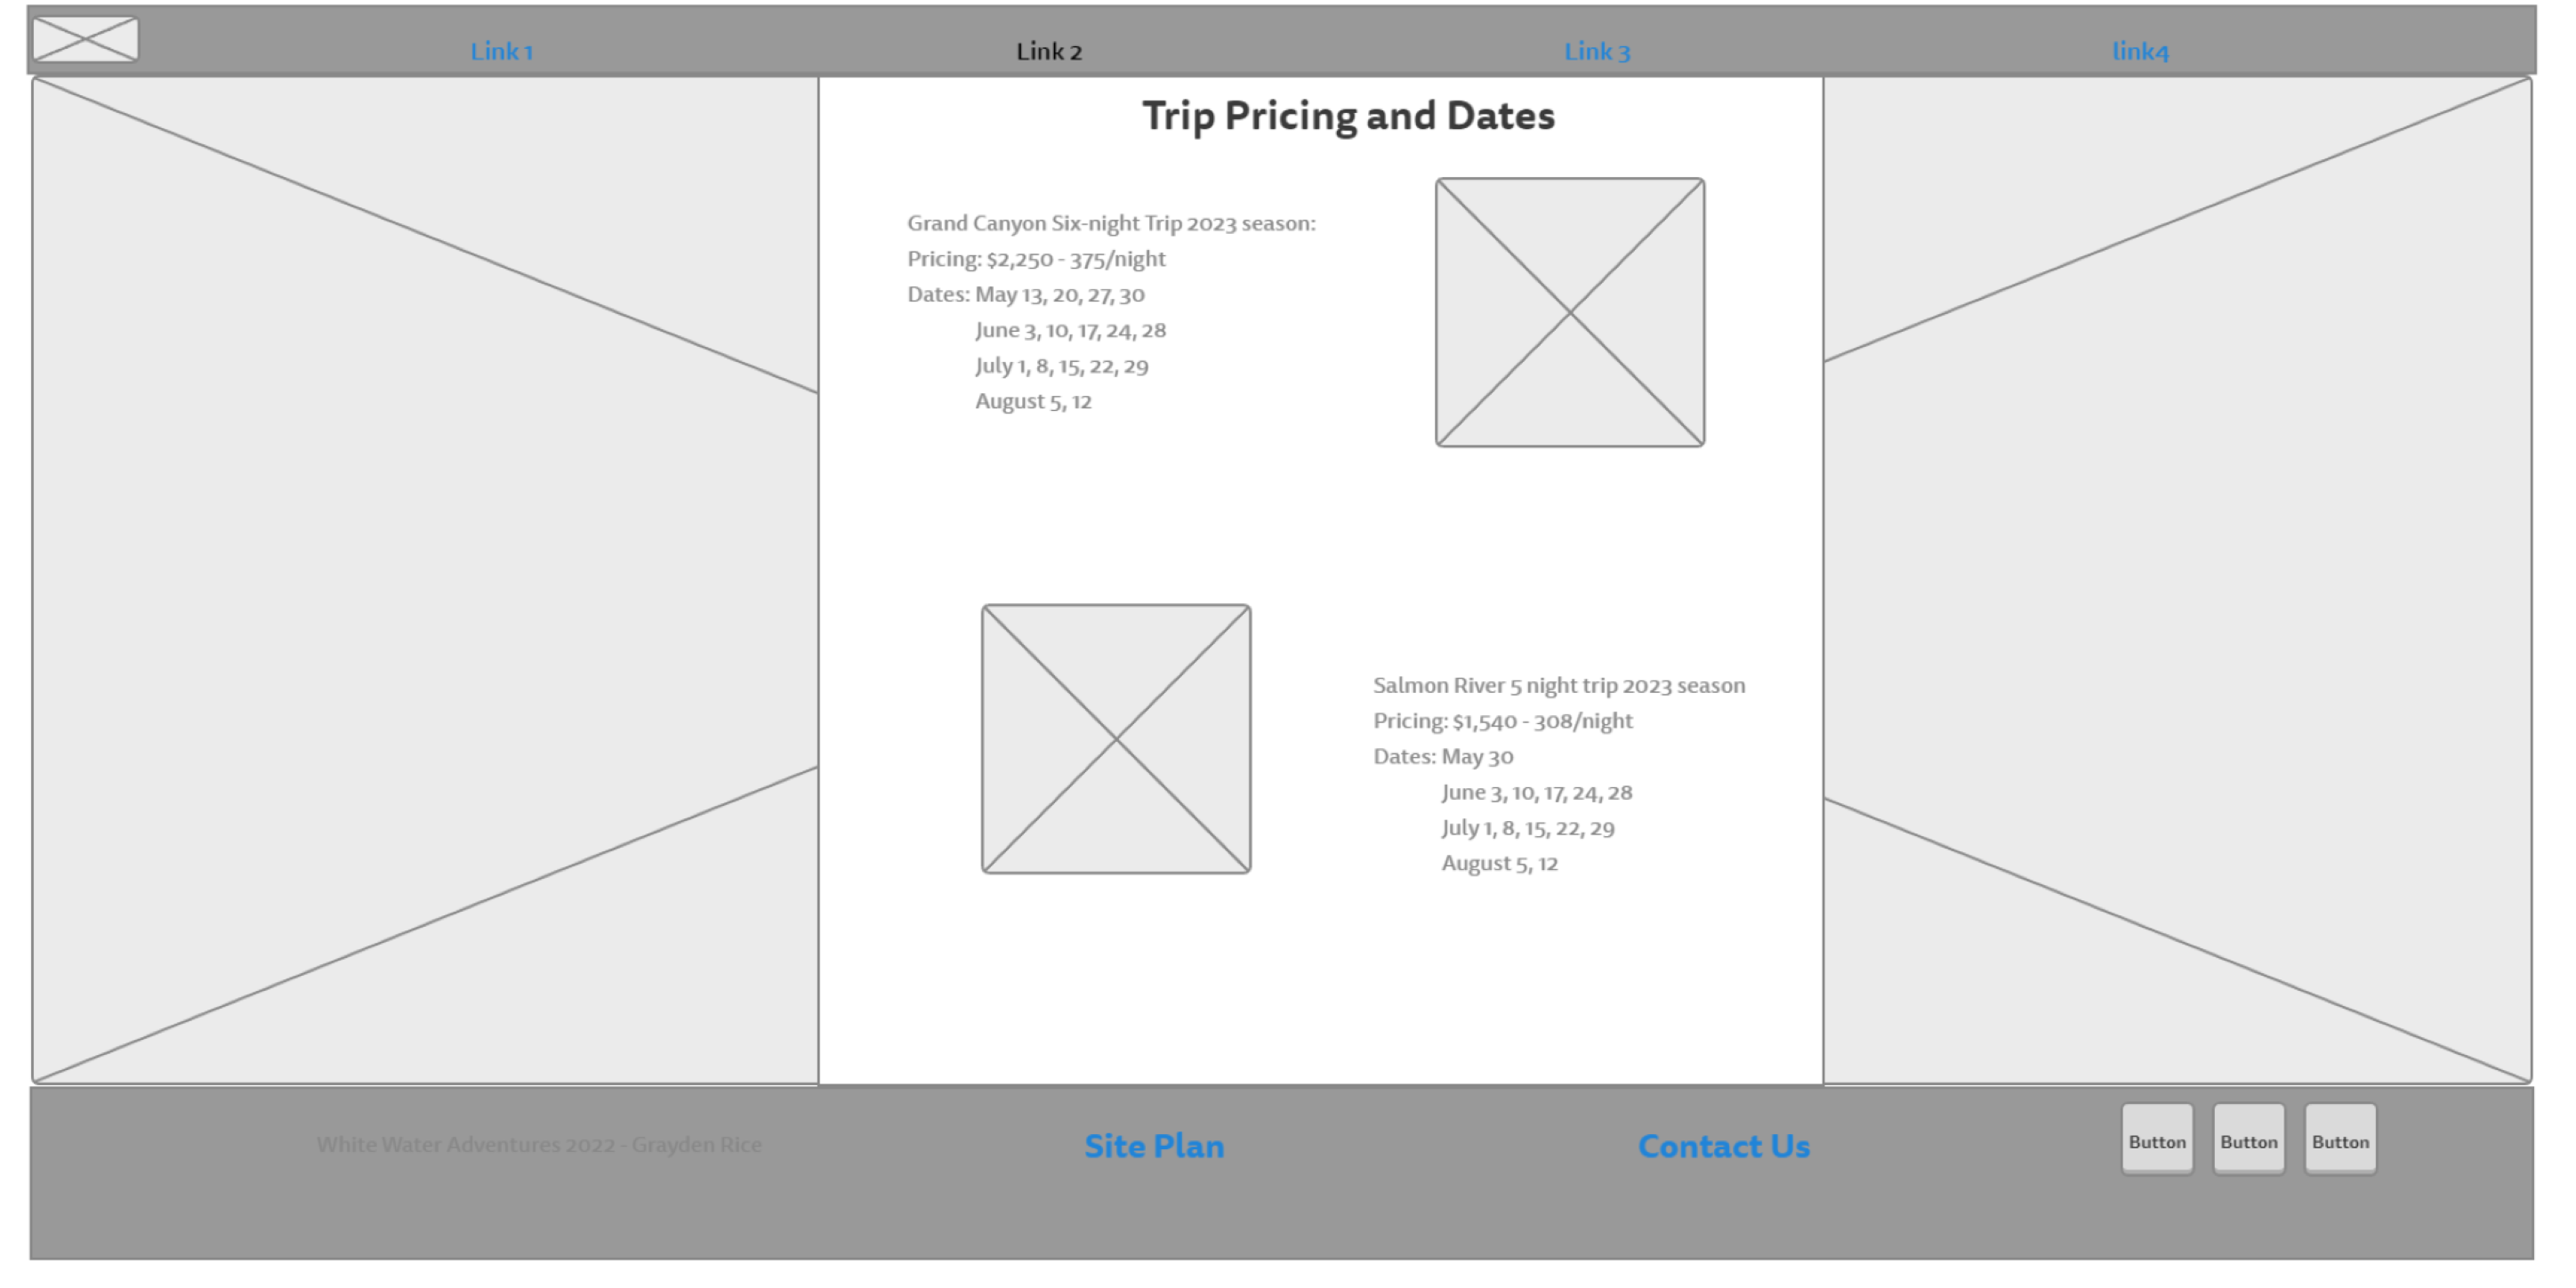 Link 1
Link 2
Link 3
link4
Trip Pricing and Dates
Grand Canyon Six-night Trip 2023 season:
Pricing: $2,250 - 375/night
Dates: May 13, 20, 27, 30
June 3, 10, 17, 24, 28
July 1, 8, 15, 22, 29
August 5, 12
Salmon River 5 night trip 2023 season
Pricing: $1,540 - 308/night
Dates: May 30
June 3, 10, 17, 24, 28
July 1, 8, 15, 22, 29
August 5, 12
White Water Adventures 2022 - Grayden Rice
Site Plan
Contact Us
Button
Button
Button